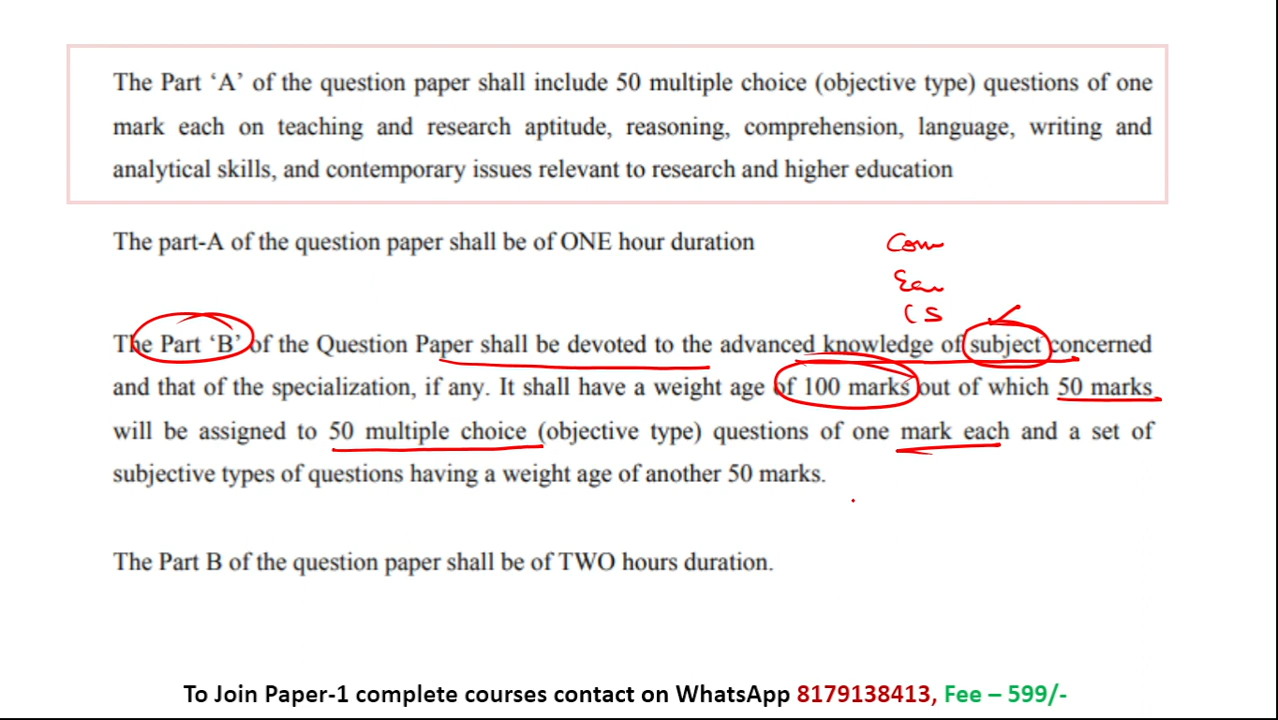 The Part ‘A’ of the question paper shall include 50 multiple choice (objective type) questions of one
mark each on teaching and research aptitude, reasoning, comprehension, language, writing and
analytical skills, and contemporary issues relevant to research and higher education
The part-A of the question paper shall be of ONE hour duration
Com
CS
The Part ‘B’ of the Question Paper shall be devoted to the advanced knowledge of subject concerned
and that of the specialization, if any. It shall have a weight age of 100 marks out of which 50 marks
will be assigned to 50 multiple choice (objective type) questions of one mark each and a set of
subjective types of questions having a weight age of another 50 marks.
The Part B of the question paper shall be of TWO hours duration.
To Join Paper-1 complete courses contact on WhatsApp 8179138413, Fee – 599/-